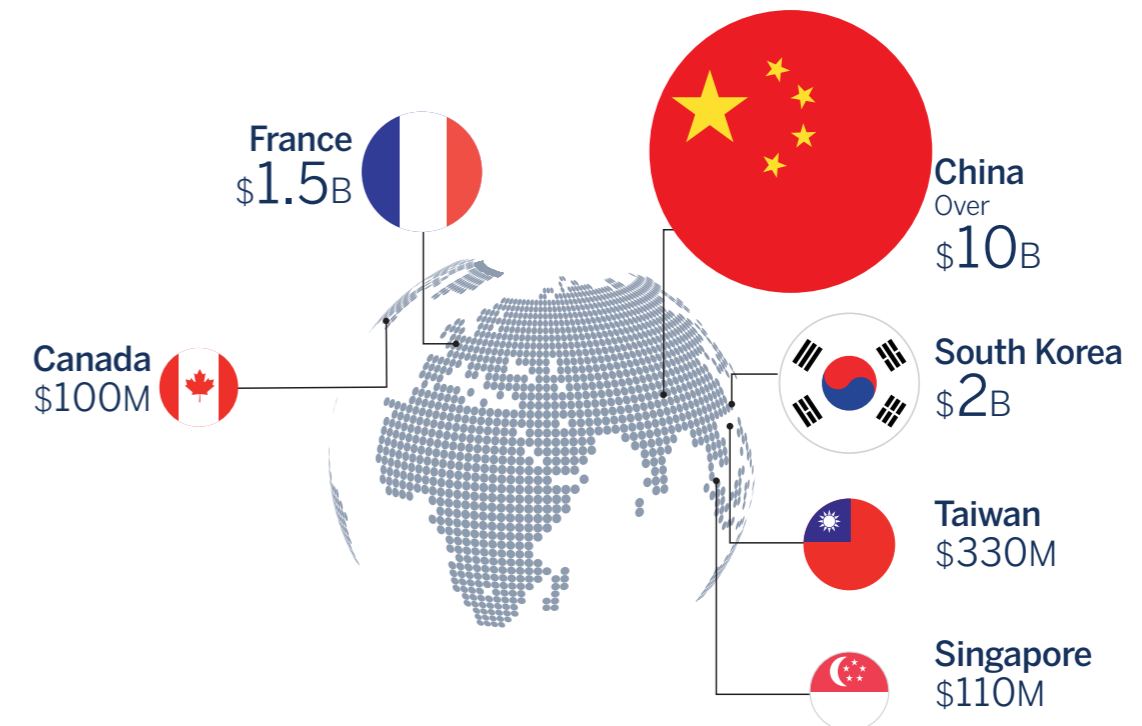 France
$1.5B
China
Over
$10B
Canada
$100M
South Korea
$2B
Taiwan
$330M
Singapore
$110M